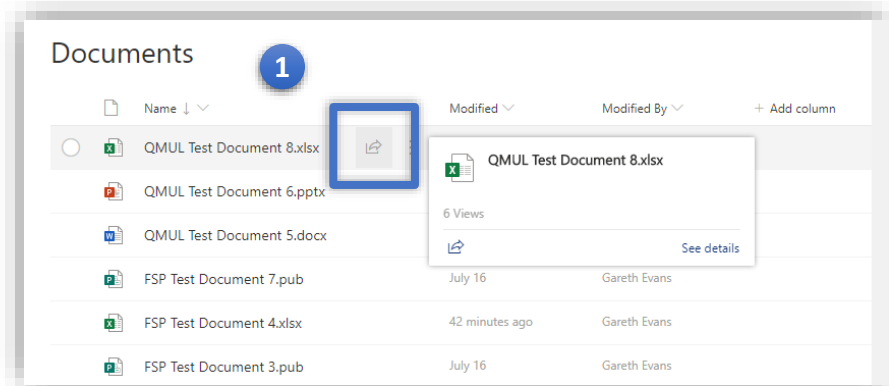 Documents
1
Name Modified Modified By + Add column
QMUL Test Document 8.xlsx
QMUL Test Document 8.xlsx
6 Views
See details
QMUL Test Document 6.pptx
QMUL Test Document 5.docx
FSP Test Document 7.pub July 16 Gareth Evans
FSP Test Document 4.xlsx 42 minutes ago Gareth Evans
FSP Test Document 3.pub July 16 Gareth Evans